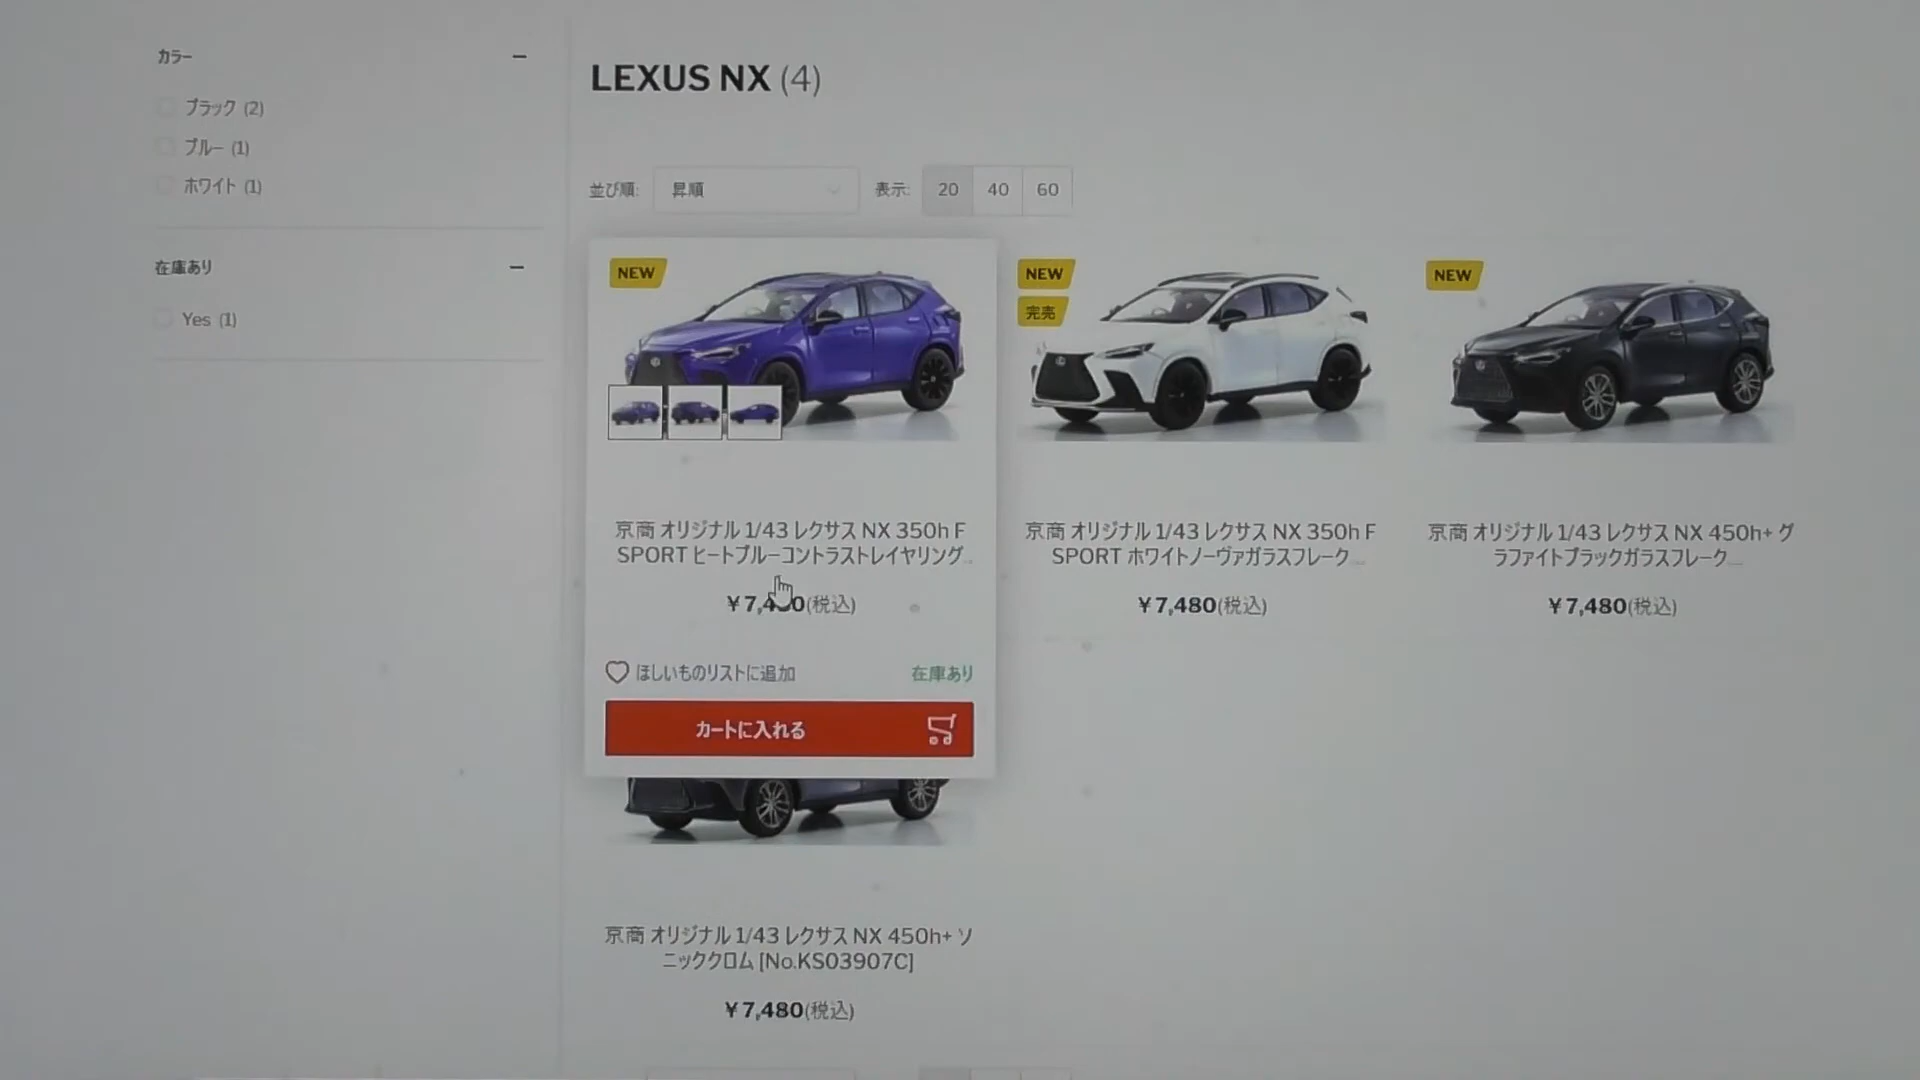 カラー
ブラック (2)
ブルー (1)
ホワイト (1)
在庫あり
Yes (1)
LEXUS NX (4)
並び順:
昇順
表示:
20
40
60
NEW
京商 オリジナル 1/43 レクサス NX 350h F
SPORT ヒートブルーコントラストレイヤリング...
¥7,4 0(税込)
ほしいものリストに追加
在庫あり
カートに入れる
NEW
完売
京商 オリジナル 1/43 レクサス NX 350h F
SPORT ホワイトノーヴァガラスフレーク...
¥7,480(税込)
NEW
京商 オリジナル 1/43 レクサス NX 450h+ グ
ラファイトブラックガラスフレーク...
¥7,480(税込)
京商 オリジナル 1/43 レクサス NX 450h+ ソ
ニッククロム [No.KS03907C]
¥7,480(税込)